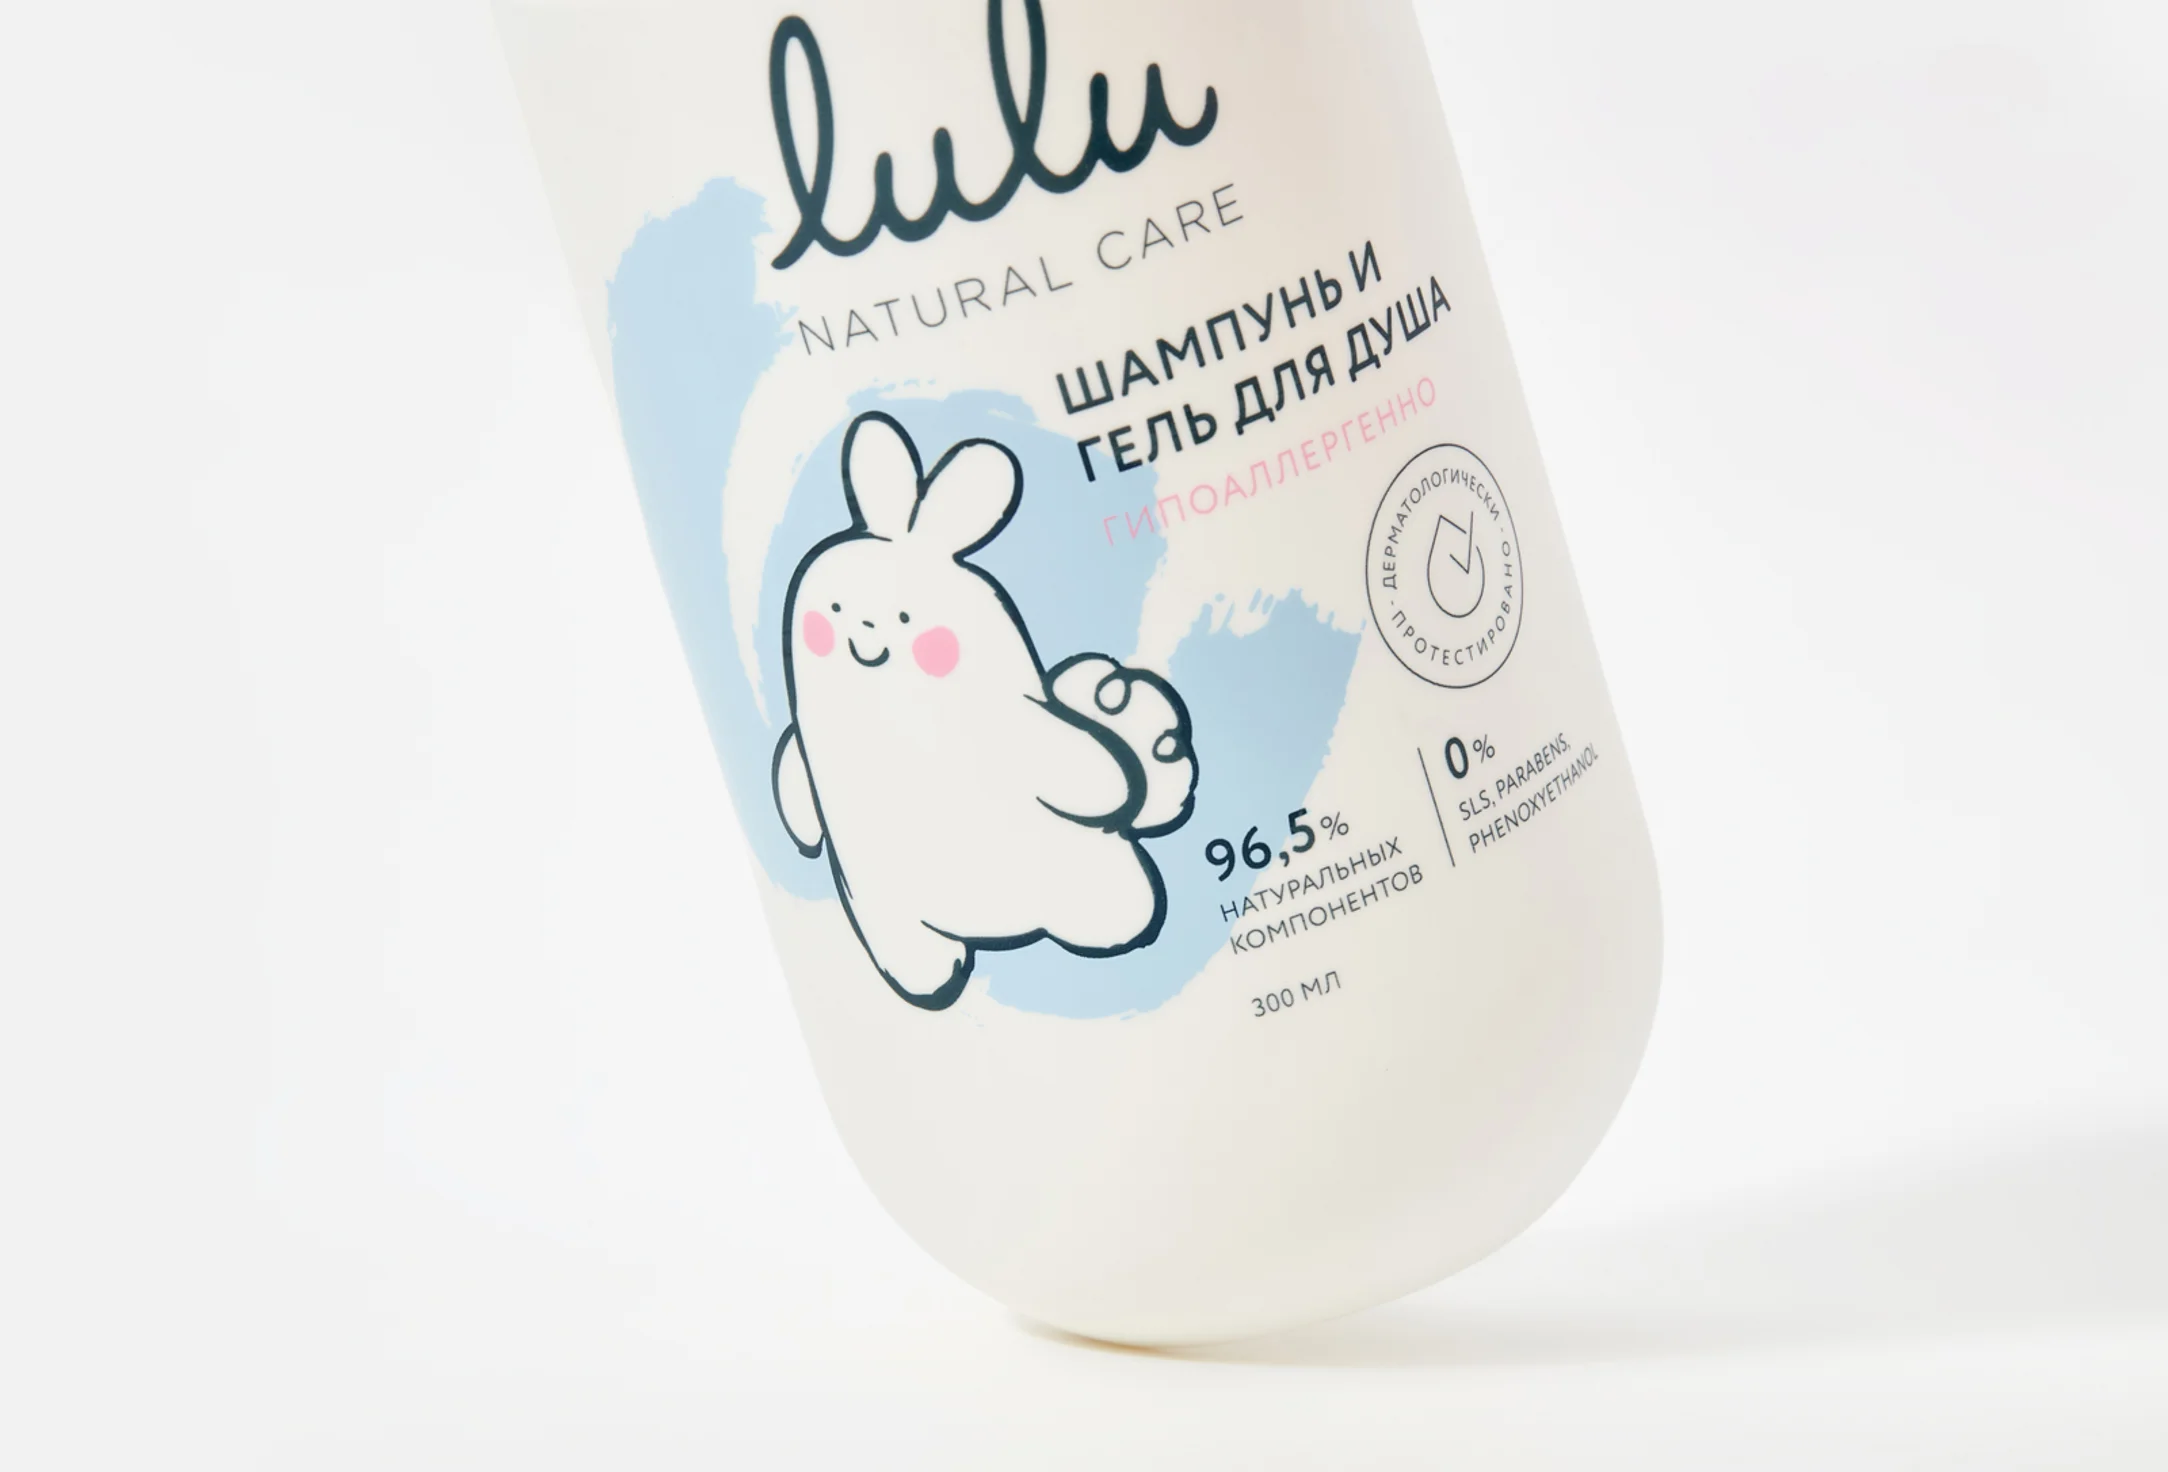 lulu
NATURAL CARE
ШАМПУНЬ И
ГЕЛЬ ДЛЯ ДУША
ГИПОАЛЛЕРГЕННО
· ДЕРМАТОЛОГИЧЕСКИ ·
ПРОТЕСТИРОВАНО
0%
SLS, PARABENS,
PHENOXYETHANOL
96,5%
НАТУРАЛЬНЫХ
КОМПОНЕНТОВ
300 МЛ